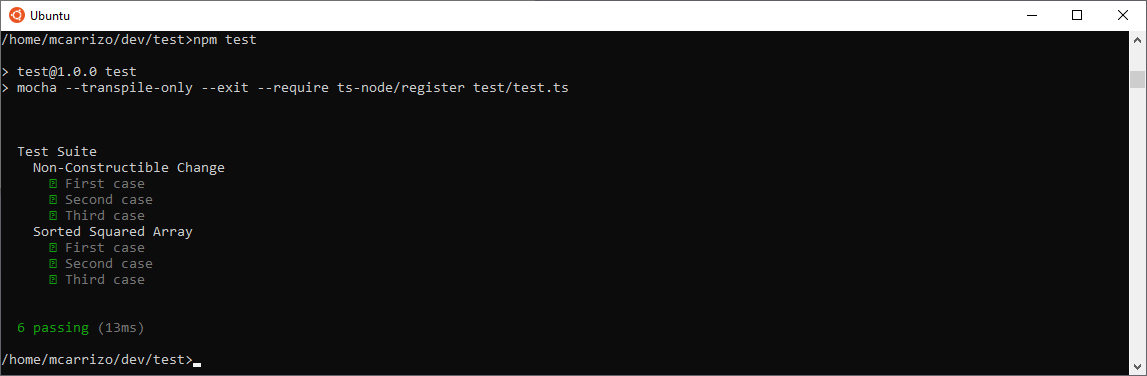 Ubuntu
/home/mcarrizo/dev/test>npm test
> test@1.0.0 test
> mocha --transpile-only --exit --require ts-node/register test/test.ts
Test Suite
Non-Constructible Change
First case
Second case
Third case
Sorted Squared Array
First case
Second case
Third case
6 passing (13ms)
/home/mcarrizo/dev/test>